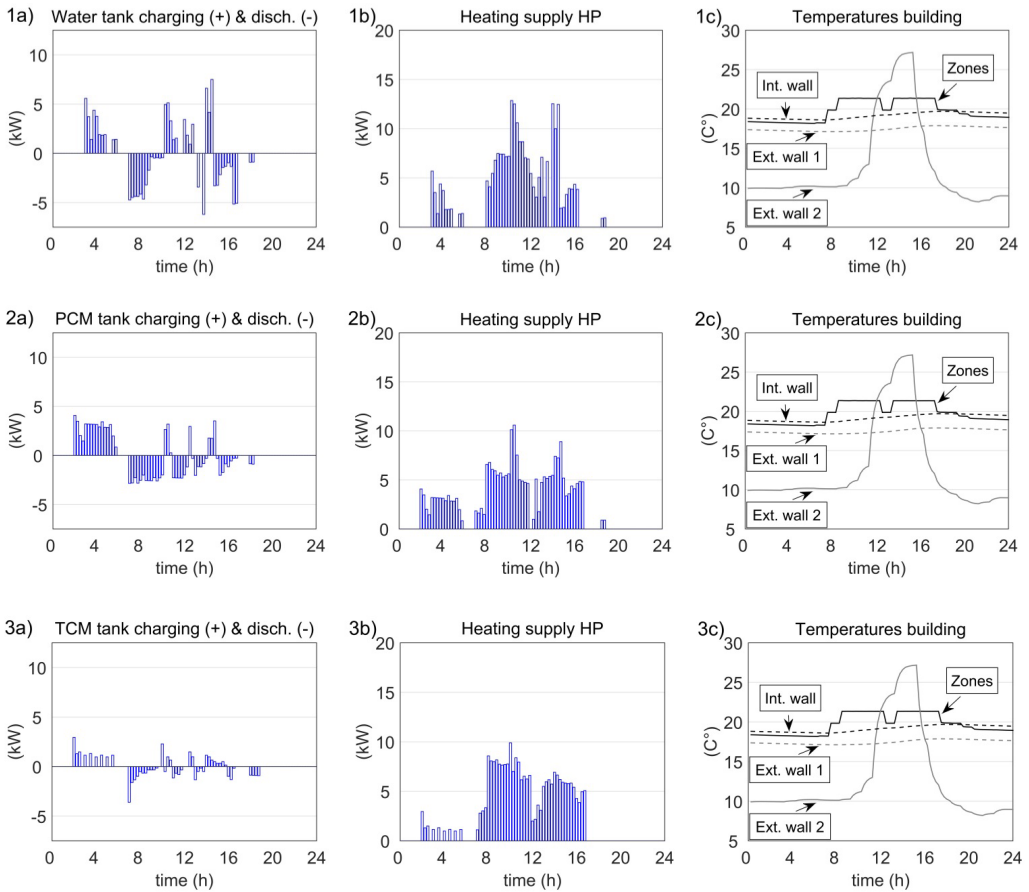 1a) Water tank charging (+) & disch. (-)
10
5
0
-5
(kW)
0 4 8 12 16 20 24
time (h)
1b) Heating supply HP
20
15
10
5
0
(kW)
0 4 8 12 16 20 24
time (h)
1c) Temperatures building
30
25
20
15
10
5
(C°)
Int. wall
Zones
Ext. wall 1
Ext. wall 2
0 4 8 12 16 20 24
time (h)
2a) PCM tank charging (+) & disch. (-)
10
5
0
-5
(kW)
0 4 8 12 16 20 24
time (h)
2b) Heating supply HP
20
15
10
5
0
(kW)
0 4 8 12 16 20 24
time (h)
2c) Temperatures building
30
25
20
15
10
5
(C°)
Int. wall
Zones
Ext. wall 1
Ext. wall 2
0 4 8 12 16 20 24
time (h)
3a) TCM tank charging (+) & disch. (-)
10
5
0
-5
(kW)
0 4 8 12 16 20 24
time (h)
3b) Heating supply HP
20
15
10
5
0
(kW)
0 4 8 12 16 20 24
time (h)
3c) Temperatures building
30
25
20
15
10
5
(C°)
Int. wall
Zones
Ext. wall 1
Ext. wall 2
0 4 8 12 16 20 24
time (h)